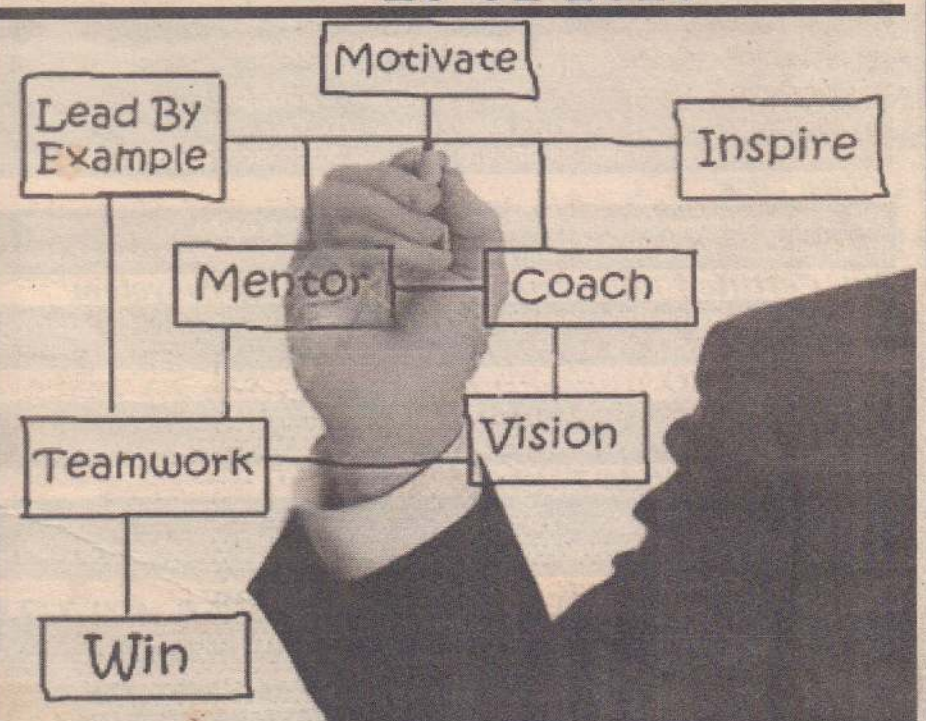 Motivate
Lead By
Example
Inspire
Mentor
Coach
Vision
Teamwork
Win